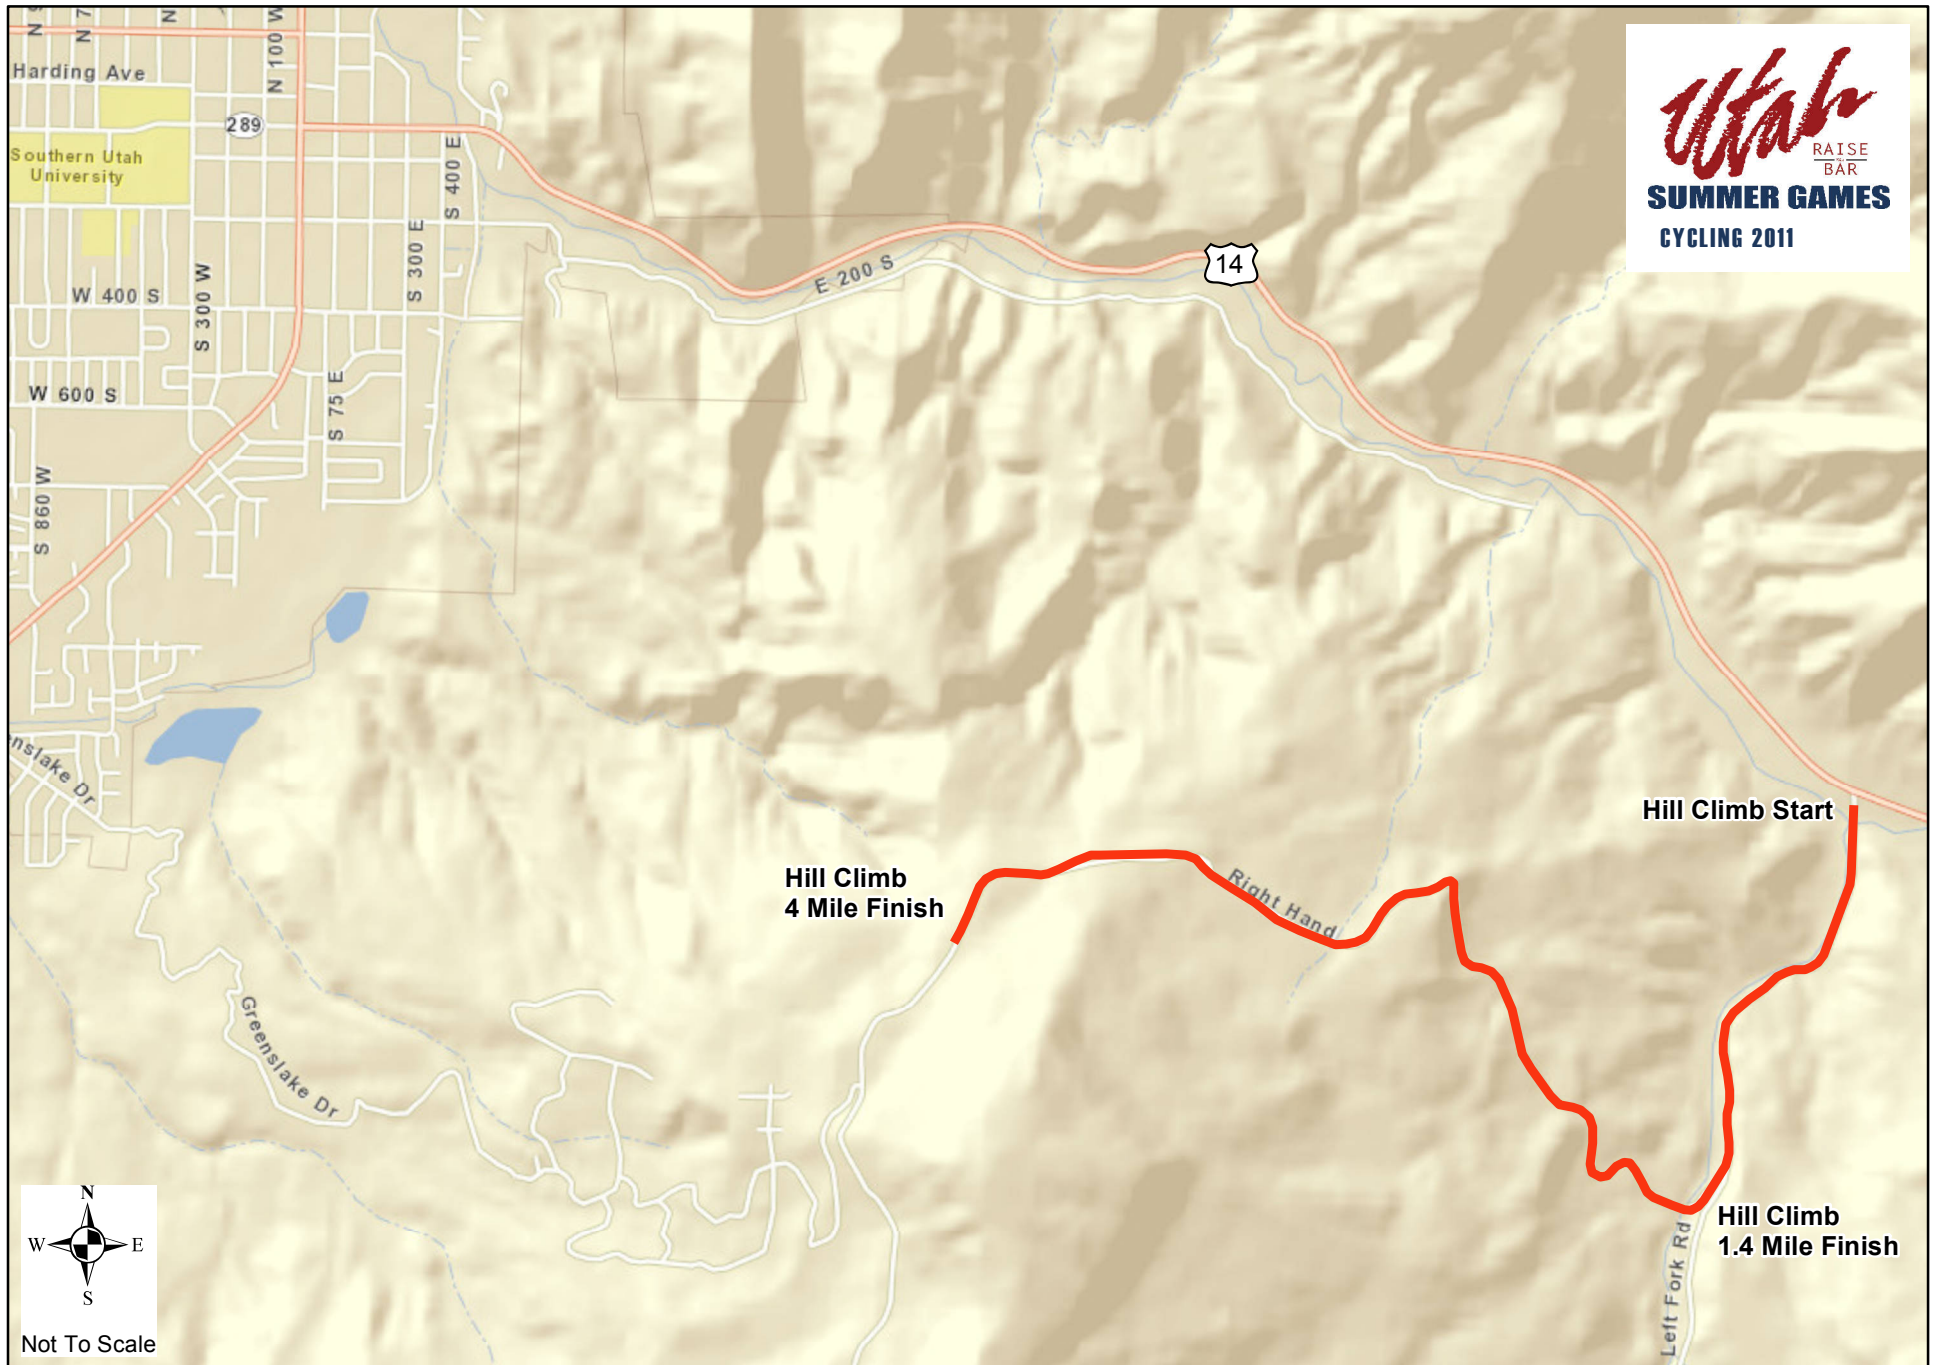 N 100 W
Harding Ave
289
Southern Utah
University
S 400 E
S 300 E
S 300 W
W 400 S
E 200 S
14
W 600 S
S 75 E
S 860 W
Utah
RAISE
BAR
SUMMER GAMES
CYCLING 2011
Hill Climb Start
Hill Climb
4 Mile Finish
Right Hand
enslake Dr
Greenslake Dr
Hill Climb
1.4 Mile Finish
Left Fork Rd
N
W E
S
Not To Scale